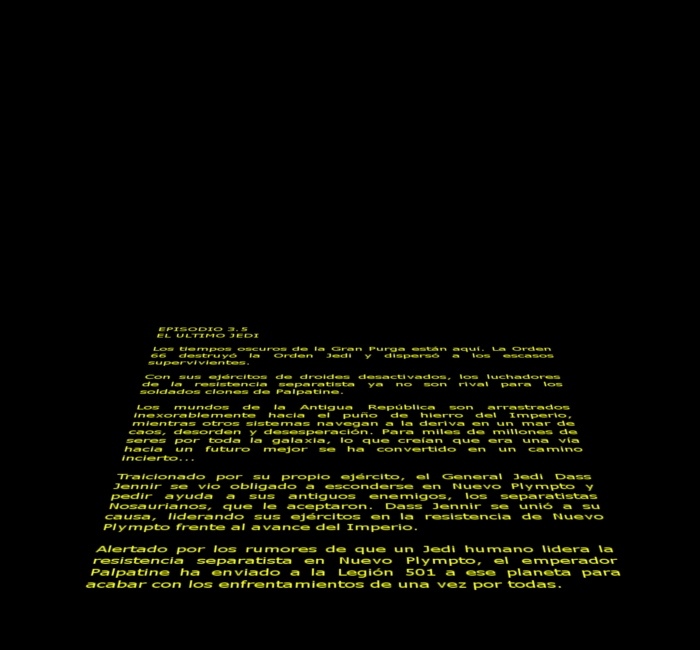 EPISODIO 3.5
EL ULTIMO JEDI
Los tiempos oscuros de la Gran Purga están aquí. La Orden
66 destruyó la Orden Jedi y dispersó a los escasos
supervivientes.
Con sus ejércitos de droides desactivados, los luchadores
de la resistencia separatista ya no son rival para los
soldados clones de Palpatine.
Los mundos de la Antigua República son arrastrados
inexorablemente hacia el puño de hierro del Imperio,
mientras otros sistemas navegan a la deriva en un mar de
caos, desorden y desesperación. Para miles de millones de
seres por toda la galaxia, lo que creían que era una vía
hacia un futuro mejor se ha convertido en un camino
incierto...
Traicionado por su propio ejército, el General Jedi Dass
Jennir se vio obligado a esconderse en Nuevo Plympto y
pedir ayuda a sus antiguos enemigos, los separatistas
Nosaurianos, que le aceptaron. Dass Jennir se unió a su
causa, liderando sus ejércitos en la resistencia de Nuevo
Plympto frente al avance del Imperio.
Alertado por los rumores de que un Jedi humano lidera la
resistencia separatista en Nuevo Plympto, el emperador
Palpatine ha enviado a la Legión 501 a ese planeta para
acabar con los enfrentamientos de una vez por todas.